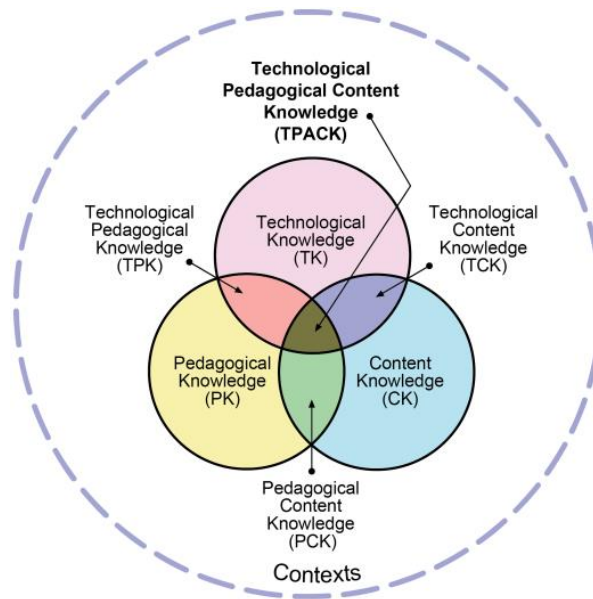 Technological
Pedagogical Content
Knowledge
(TPACK)
Technological
Pedagogical
Knowledge
(TPK)
Technological
Knowledge
(TK)
Technological
Content
Knowledge
(TCK)
Pedagogical
Knowledge
(PK)
Content
Knowledge
(CK)
Pedagogical
Content
Knowledge
(PCK)
Contexts